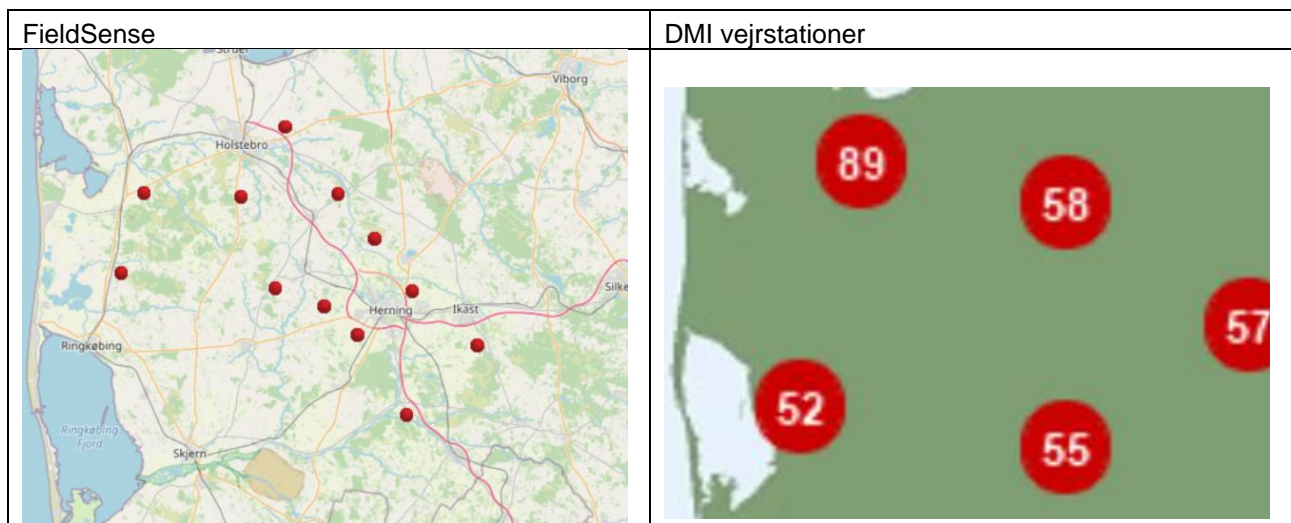 FieldSense
DMI vejrstationer
Struer
Viborg
Holstebro
Silke
Herning
Ikast
Ringkøbing
Ringkøbing
Fjord
Skjern
89
58
57
52
55